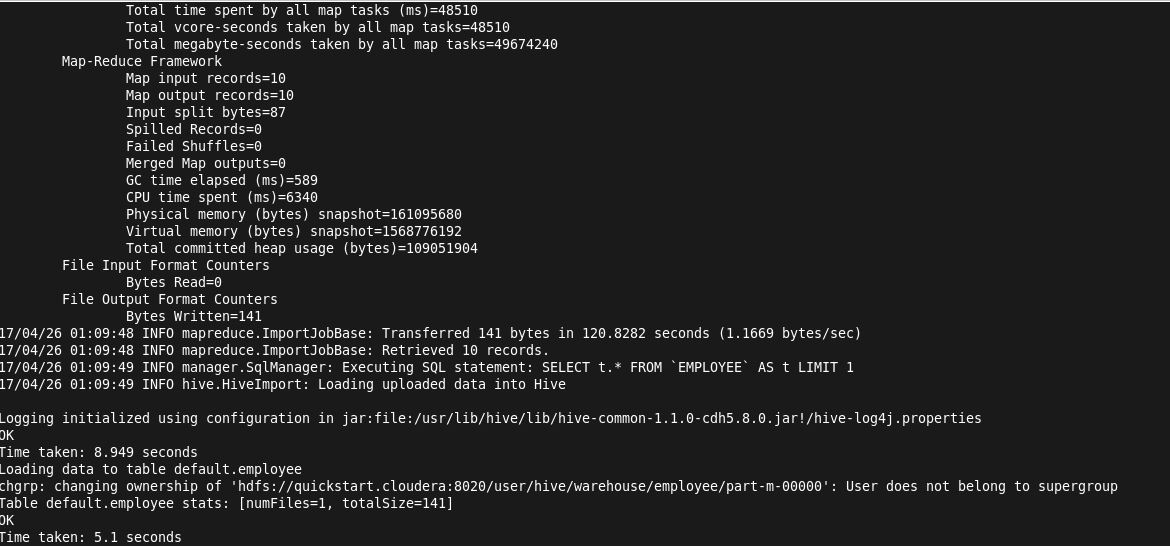 Total time spent by all map tasks (ms)=48510
Total vcore-seconds taken by all map tasks=48510
Total megabyte-seconds taken by all map tasks=49674240
Map-Reduce Framework
Map input records=10
Map output records=10
Input split bytes=87
Spilled Records=0
Failed Shuffles=0
Merged Map outputs=0
GC time elapsed (ms)=589
CPU time spent (ms)=6340
Physical memory (bytes) snapshot=161095680
Virtual memory (bytes) snapshot=1568776192
Total committed heap usage (bytes)=109051904
File Input Format Counters
Bytes Read=0
File Output Format Counters
Bytes Written=141
17/04/26 01:09:48 INFO mapreduce.ImportJobBase: Transferred 141 bytes in 120.8282 seconds (1.1669 bytes/sec)
17/04/26 01:09:48 INFO mapreduce.ImportJobBase: Retrieved 10 records.
17/04/26 01:09:49 INFO manager.SqlManager: Executing SQL statement: SELECT t.* FROM `EMPLOYEE` AS t LIMIT 1
17/04/26 01:09:49 INFO hive.HiveImport: Loading uploaded data into Hive
Logging initialized using configuration in jar:file:/usr/lib/hive/lib/hive-common-1.1.0-cdh5.8.0.jar!/hive-log4j.properties
OK
Time taken: 8.949 seconds
Loading data to table default.employee
chgrp: changing ownership of 'hdfs://quickstart.cloudera:8020/user/hive/warehouse/employee/part-m-00000': User does not belong to supergroup
Table default.employee stats: [numFiles=1, totalSize=141]
OK
Time taken: 5.1 seconds